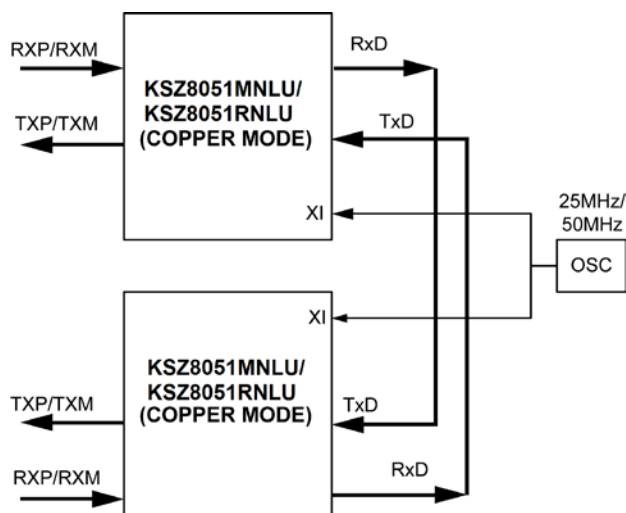 RXP/RXM
TXP/TXM
KSZ8051MNLU/
KSZ8051RNLU
(COPPER MODE)
RxD
TxD
XI
25MHz/
50MHz
OSC
XI
KSZ8051MNLU/
KSZ8051RNLU
(COPPER MODE)
TXP/TXM
RXP/RXM
TxD
RxD